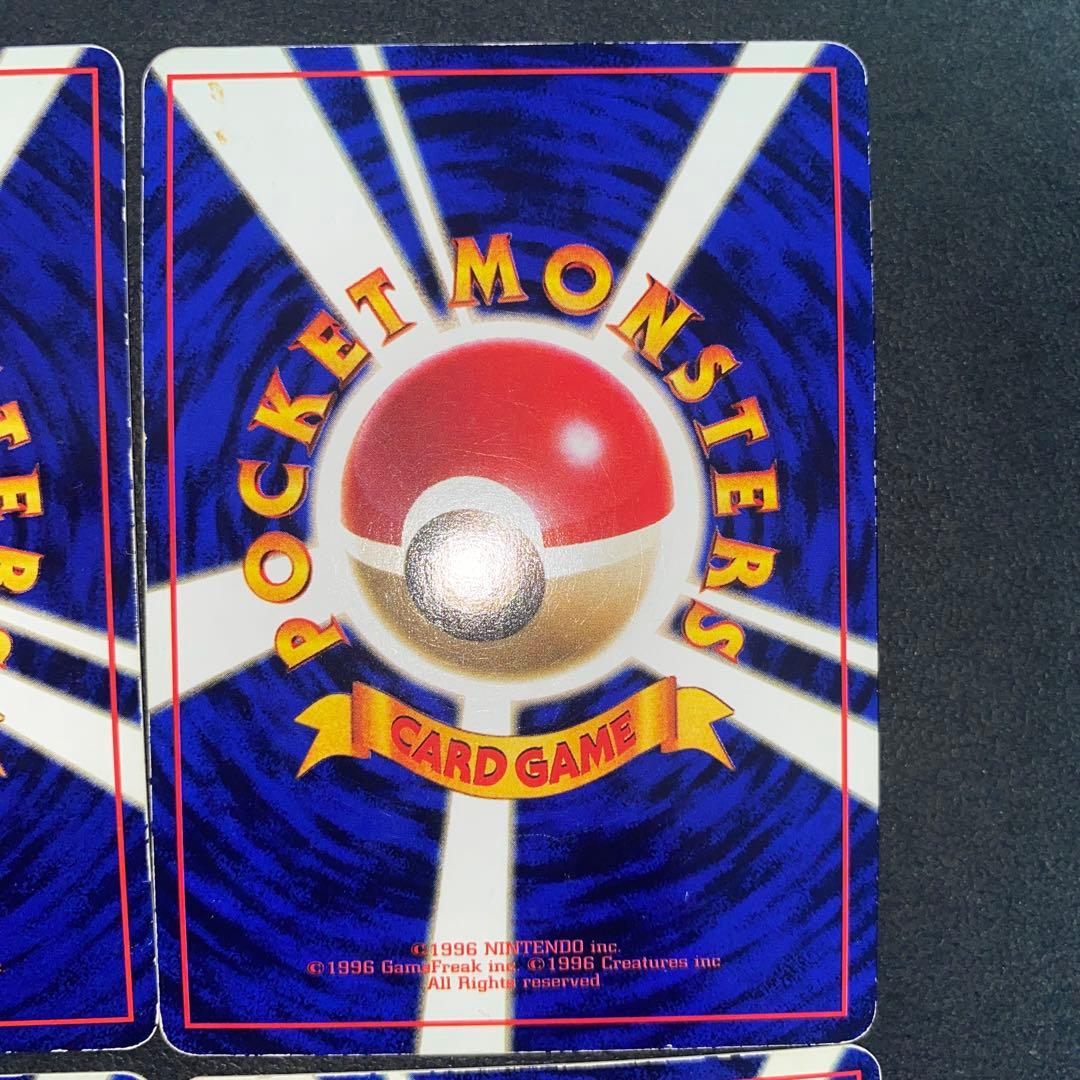 POCKET MONSTERS
CARD GAME
©1996 NINTENDO inc.
©1996 GameFreak inc. ©1996 Creatures inc
All Rights reserved